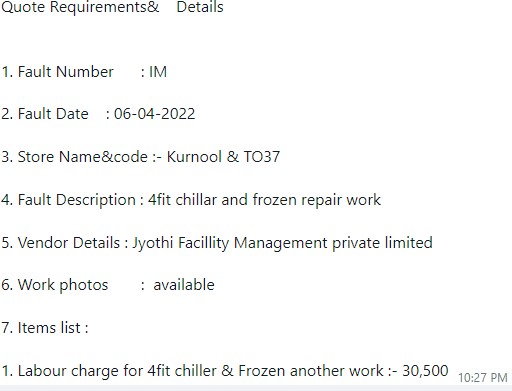 Quote Requirements& Details
1. Fault Number : IM
2. Fault Date : 06-04-2022
3. Store Name&code :- Kurnool & TO37
4. Fault Description : 4fit chillar and frozen repair work
5. Vendor Details : Jyothi Facillity Management private limited
6. Work photos : available
7. Items list :
1. Labour charge for 4fit chiller & Frozen another work :- 30,500 10:27 PM